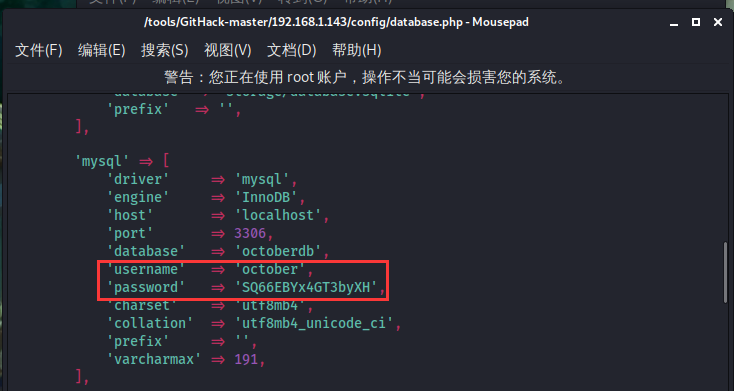 /tools/GitHack-master/192.168.1.143/config/database.php - Mousepad
文件(F) 编辑(E) 搜索(S) 视图(V) 文档(D) 帮助(H)
警告：您正在使用 root 账户，操作不当可能会损害您的系统。
'prefix' => '',
],
'mysql' => [
'driver' => 'mysql',
'engine' => 'InnoDB',
'host' => 'localhost',
'port' => 3306,
'database' => 'octoberdb',
'username' => 'october',
'password' => 'SQ66EBYx4GT3byXH',
'charset' => 'utf8mb4',
'collation' => 'utf8mb4_unicode_ci',
'prefix' => '',
'varcharmax' => 191,
],